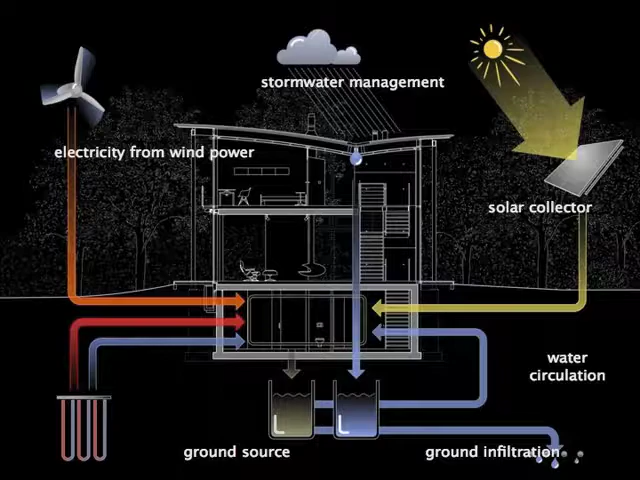 stormwater management
electricity from wind power
solar collector
water
circulation
ground source
ground infiltration